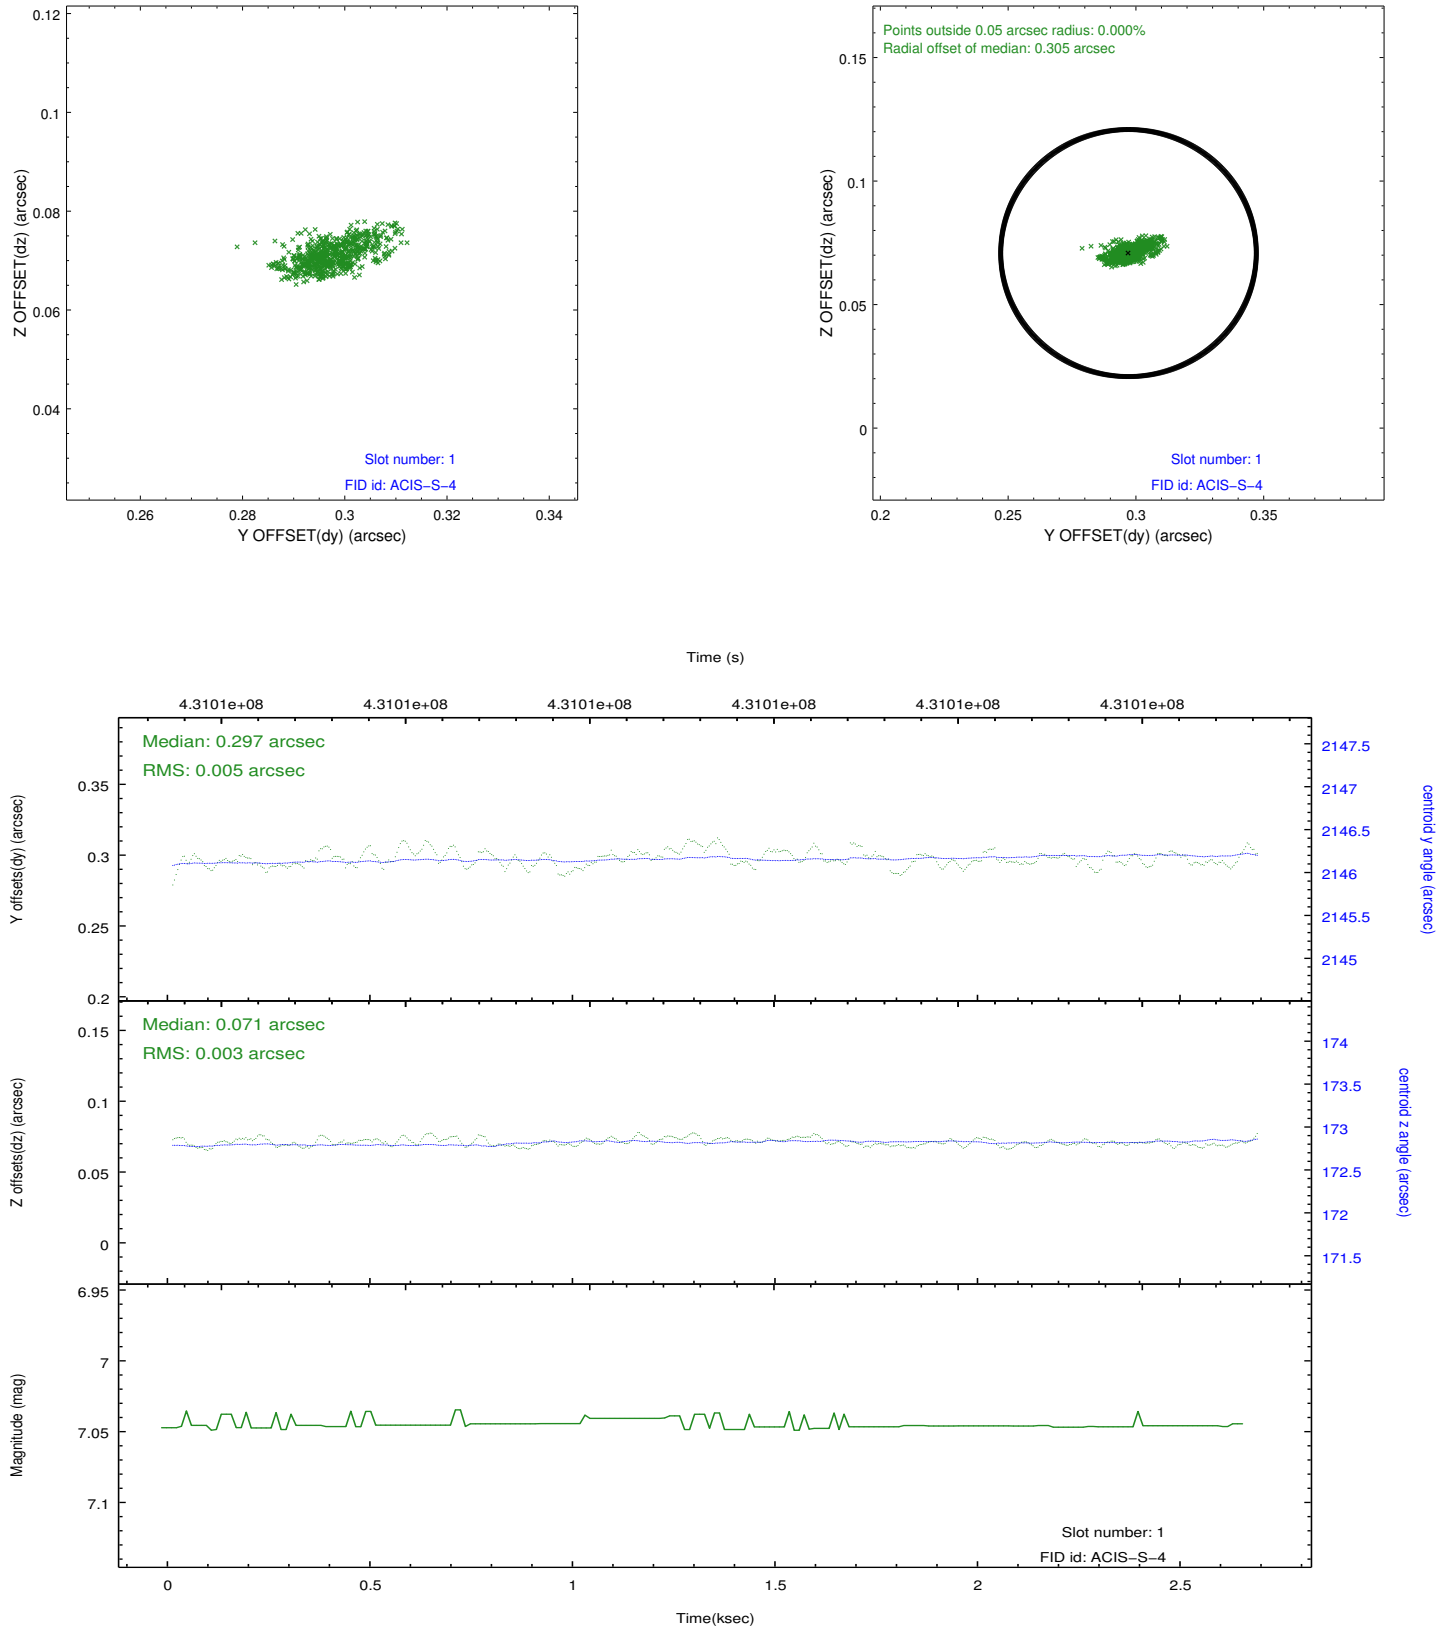 0.12
0.1
0.08
0.06
0.04
Z OFFSET(dz) (arcsec)
Slot number: 1
FID id: ACIS−S−4
0.26 0.28 0.3 0.32 0.34
Y OFFSET(dy) (arcsec)
Points outside 0.05 arcsec radius: 0.000%
Radial offset of median: 0.305 arcsec
0.15
0.1
0.05
0
Z OFFSET(dz) (arcsec)
Slot number: 1
FID id: ACIS−S−4
0.2 0.25 0.3 0.35
Y OFFSET(dy) (arcsec)
Time (s)
4.3101e+08 4.3101e+08 4.3101e+08 4.3101e+08 4.3101e+08 4.3101e+08
Median: 0.297 arcsec
RMS: 0.005 arcsec
0.35
0.3
0.25
0.2
Y offsets(dy) (arcsec)
2147.5
2147
2146.5
2146
2145.5
2145
centroid y angle (arcsec)
Median: 0.071 arcsec
RMS: 0.003 arcsec
0.15
0.1
0.05
0
Z offsets(dz) (arcsec)
174
173.5
173
172.5
172
171.5
centroid z angle (arcsec)
6.95
7
7.05
7.1
Magnitude (mag)
Slot number: 1
FID id: ACIS−S−4
0 0.5 1 1.5 2 2.5
Time(ksec)